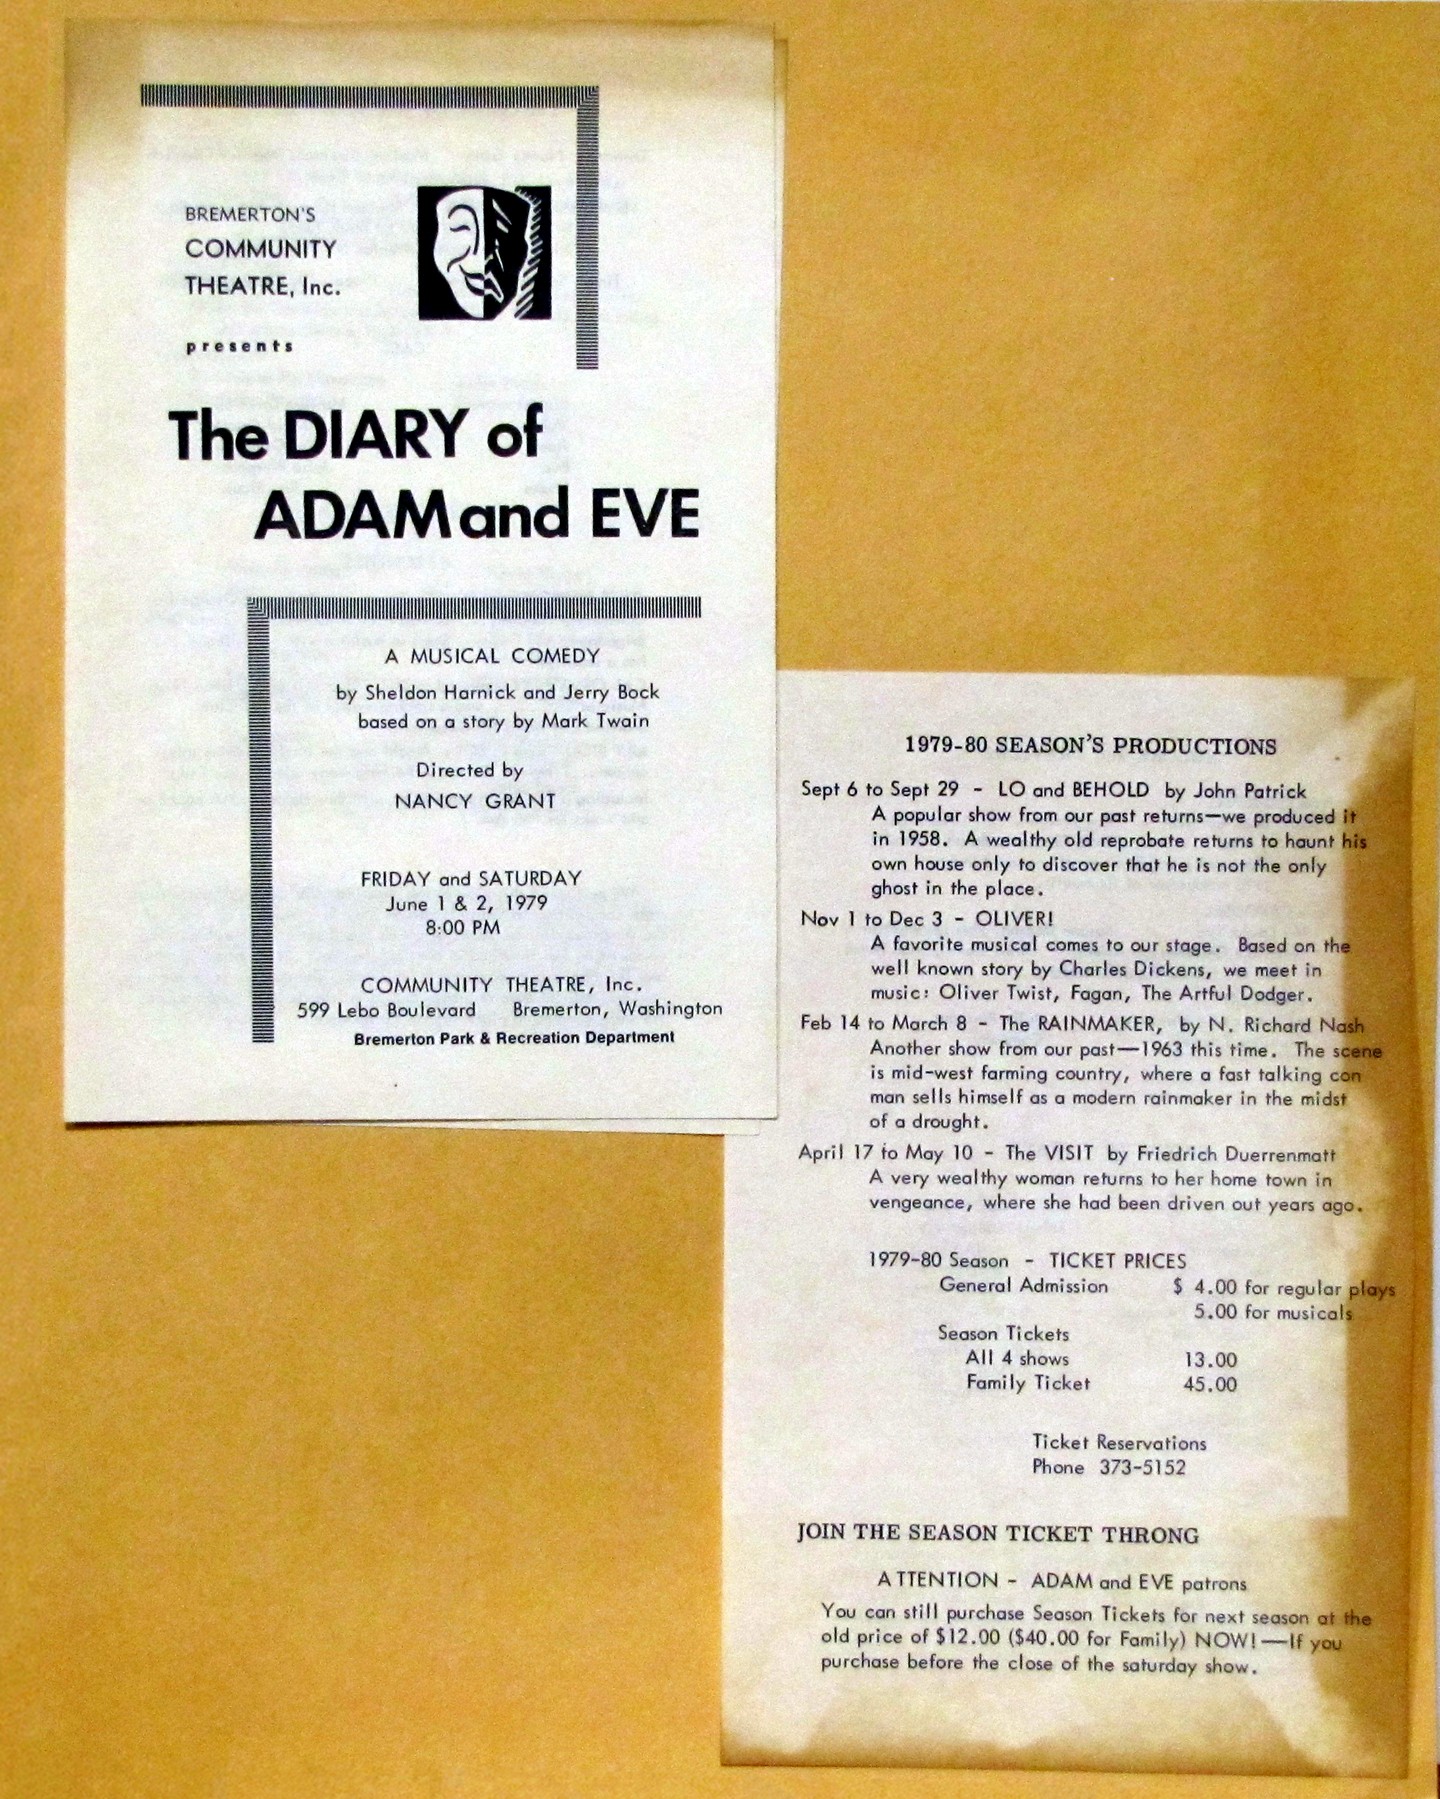 BREMERTON'S
COMMUNITY
THEATRE, Inc.
presents
The DIARY of
ADAM and EVE
A MUSICAL COMEDY
by Sheldon Harnick and Jerry Bock
based on a story by Mark Twain
Directed by
NANCY GRANT
FRIDAY and SATURDAY
June 1 & 2, 1979
8:00 PM
COMMUNITY THEATRE, Inc.
599 Lebo Boulevard Bremerton, Washington
Bremerton Park & Recreation Department
1979-80 SEASON'S PRODUCTIONS
Sept 6 to Sept 29 - LO and BEHOLD by John Patrick
A popular show from our past returns—we produced it
in 1958. A wealthy old reprobate returns to haunt his
own house only to discover that he is not the only
ghost in the place.
Nov 1 to Dec 3 - OLIVER!
A favorite musical comes to our stage. Based on the
well known story by Charles Dickens, we meet in
music: Oliver Twist, Fagan, The Artful Dodger.
Feb 14 to March 8 - The RAINMAKER, by N. Richard Nash
Another show from our past—1963 this time. The scene
is mid-west farming country, where a fast talking con
man sells himself as a modern rainmaker in the midst
of a drought.
April 17 to May 10 - The VISIT by Friedrich Duerrenmatt
A very wealthy woman returns to her home town in
vengeance, where she had been driven out years ago.
1979-80 Season - TICKET PRICES
General Admission $ 4.00 for regular plays
5.00 for musicals
Season Tickets
All 4 shows 13.00
Family Ticket 45.00
Ticket Reservations
Phone 373-5152
JOIN THE SEASON TICKET THRONG
ATTENTION - ADAM and EVE patrons
You can still purchase Season Tickets for next season at the
old price of $12.00 ($40.00 for Family) NOW!—If you
purchase before the close of the saturday show.